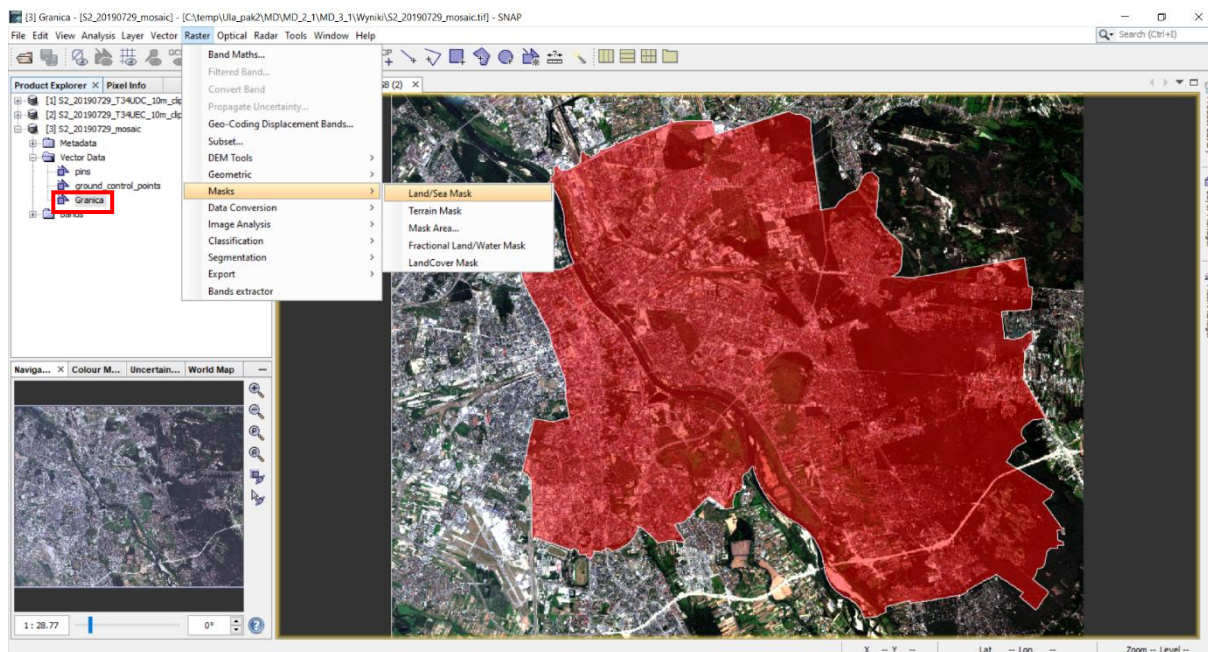 [3] Granica - [S2_20190729_mosaic] - [C:\temp\Ula_pak2\MD\MD_2_1\MD_3_1\Wyniki\S2_20190729_mosaic.tif] - SNAP
File Edit View Analysis Layer Vector Raster Optical Radar Tools Window Help
Search (Ctrl+I)
Product Explorer × Pixel Info
[1] S2_20190729_T34UDC_10m_clip
[2] S2_20190729_T34UEC_10m_clip
[3] S2_20190729_mosaic
Metadata
Vector Data
pins
ground_control_points
Granica
Bands
Band Maths...
Filtered Band...
Convert Band
Propagate Uncertainty...
Geo-Coding Displacement Bands...
Subset...
DEM Tools >
Geometric >
Masks >
Data Conversion >
Image Analysis >
Classification >
Segmentation >
Export >
Bands extractor
Land/Sea Mask
Terrain Mask
Mask Area...
Fractional Land/Water Mask
LandCover Mask
(2) ×
Naviga... × Colour M... Uncertain... World Map
1 : 28.77
0°
X -- Y -- Lat -- Lon -- Zoom -- Level --